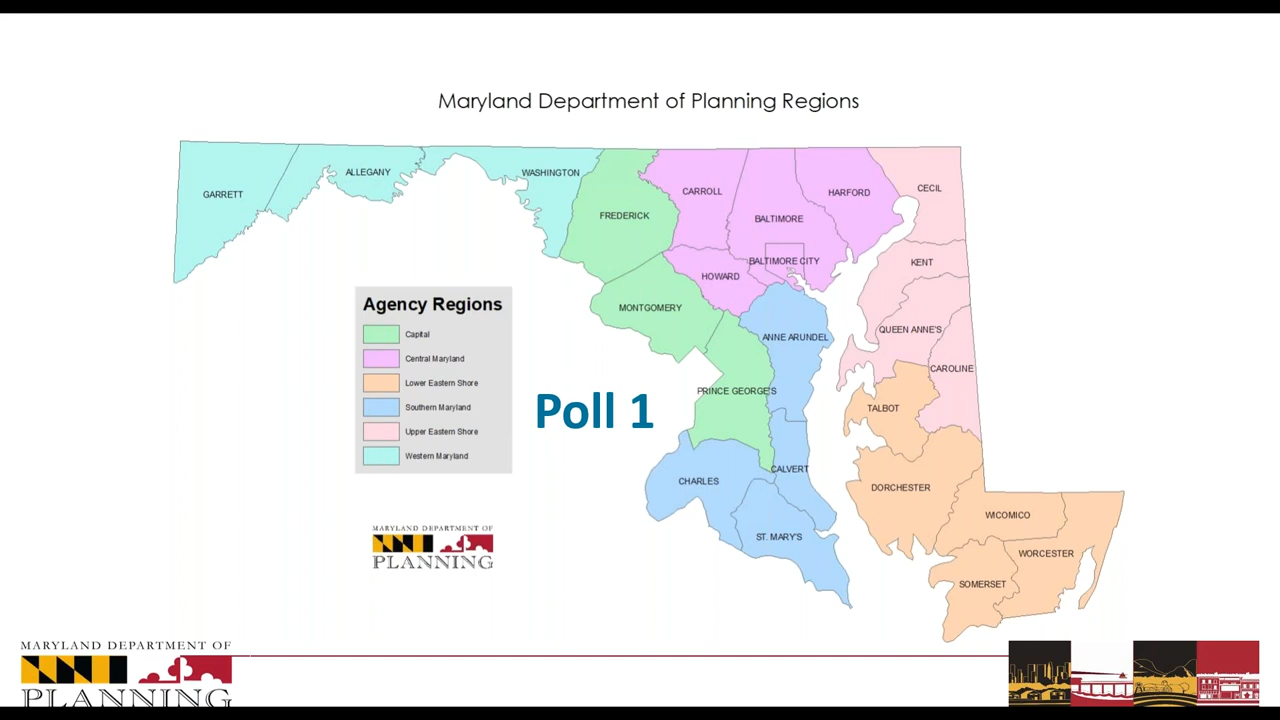 Maryland Department of Planning Regions
GARRETT
ALLEGANY
WASHINGTON
FREDERICK
CARROLL
BALTIMORE
HARFORD
CECIL
BALTIMORE CITY
HOWARD
KENT
MONTGOMERY
ANNE ARUNDEL
QUEEN ANNE'S
CAROLINE
PRINCE GEORGE'S
TALBOT
CHARLES
CALVERT
DORCHESTER
ST. MARY'S
WICOMICO
WORCESTER
SOMERSET
Agency Regions
Capital
Central Maryland
Lower Eastern Shore
Southern Maryland
Upper Eastern Shore
Western Maryland
Poll 1
MARYLAND DEPARTMENT OF
PLANNING
MARYLAND DEPARTMENT OF
PLANNING